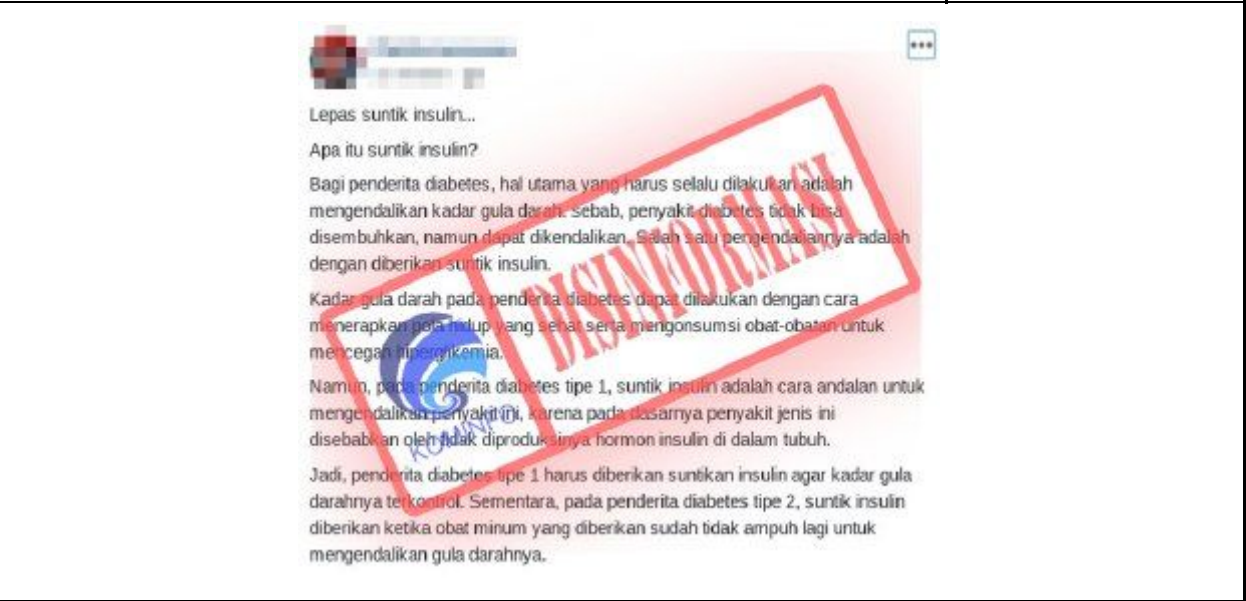 Lepas suntik insulin...
Apa itu suntik insulin?
Bagi penderita diabetes, hal utama yang harus selalu dilakukan adalah
mengendalikan kadar gula darah. sebab, penyakit diabetes tidak bisa
disembuhkan, namun dapat dikendalikan. Salah satu pengendaliannya adalah
dengan diberikan suntik insulin.
Kadar gula darah pada penderita diabetes dapat dilakukan dengan cara
menerapkan pola hidup yang sehat serta mengonsumsi obat-obatan untuk
mencegah
Namun, pada penderita diabetes tipe 1, suntik insulin adalah cara andalan untuk
mengendalikan penyakit ini, karena pada dasarnya penyakit jenis ini
disebabkan oleh tidak diproduksinya hormon insulin di dalam tubuh.
Jadi, penderita diabetes tipe 1 harus diberikan suntikan insulin agar kadar gula
darahnya terkontrol. Sementara, pada penderita diabetes tipe 2, suntik insulin
diberikan ketika obat minum yang diberikan sudah tidak ampuh lagi untuk
mengendalikan gula darahnya.
DISINFORMASI
KOMINFO